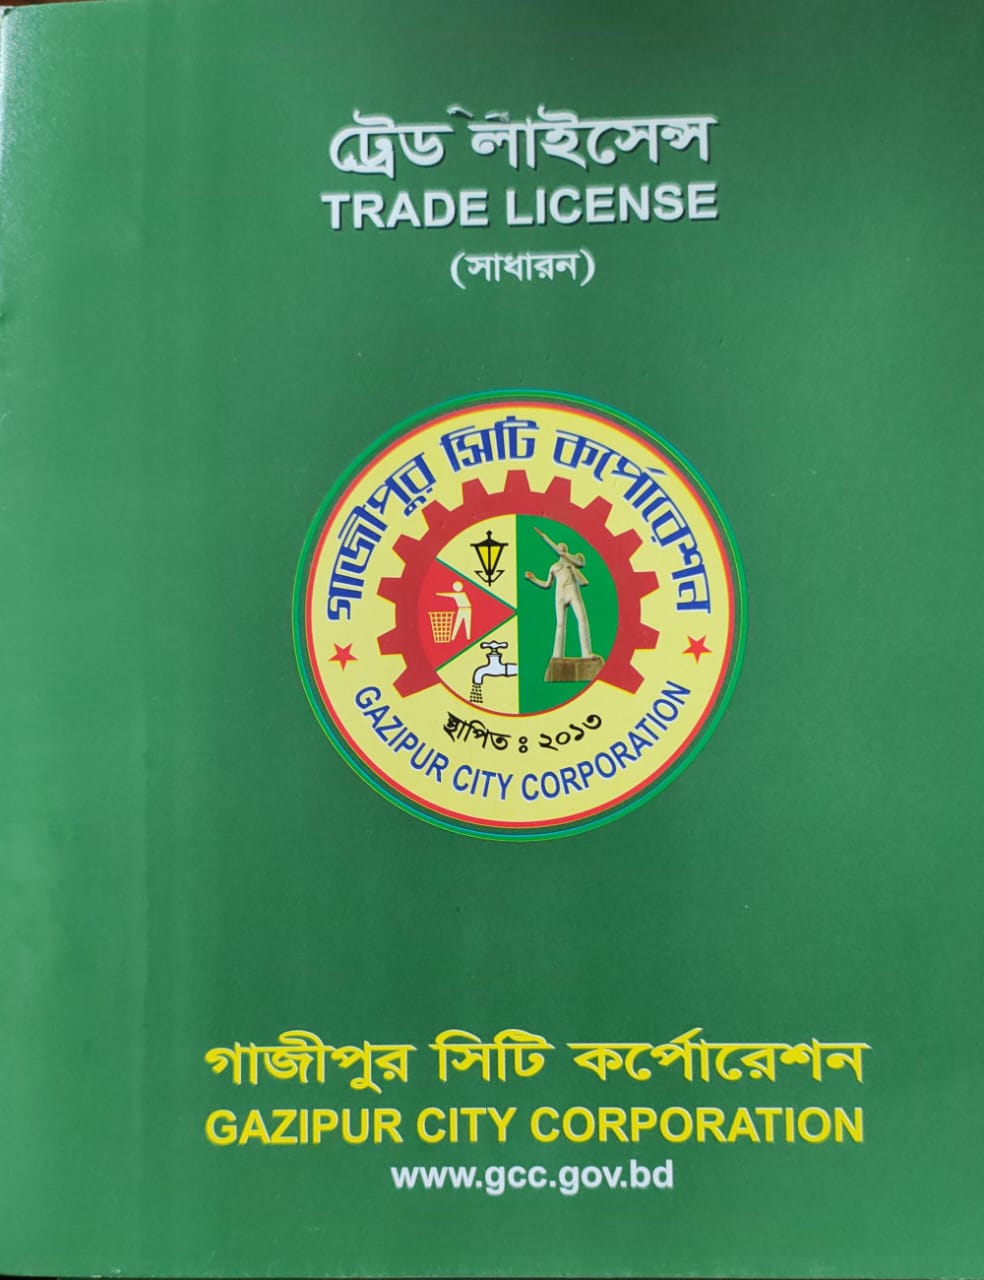 ট্রেড লাইসেন্স
TRADE LICENSE
(সাধারন)
গাজীপুর সিটি কর্পোরেশন
স্থাপিত ঃ ২০১৩
GAZIPUR CITY CORPORATION
গাজীপুর সিটি কর্পোরেশন
GAZIPUR CITY CORPORATION
www.gcc.gov.bd